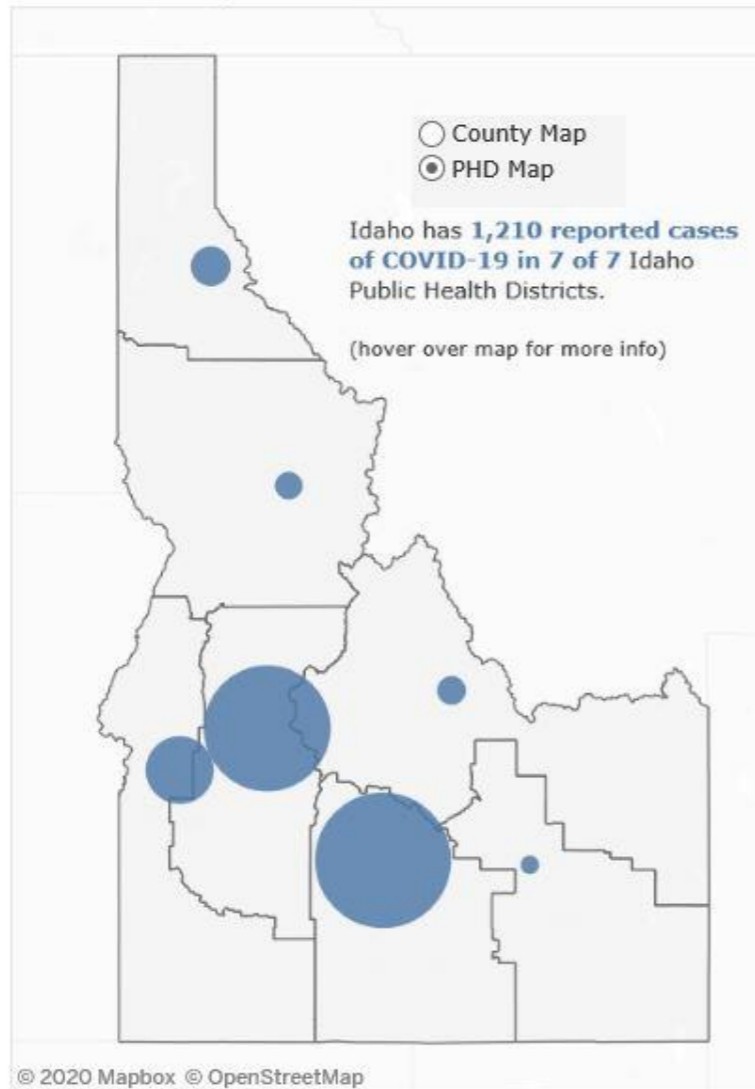 County Map
PHD Map
Idaho has 1,210 reported cases
of COVID-19 in 7 of 7 Idaho
Public Health Districts.
(hover over map for more info)
© 2020 Mapbox © OpenStreetMap